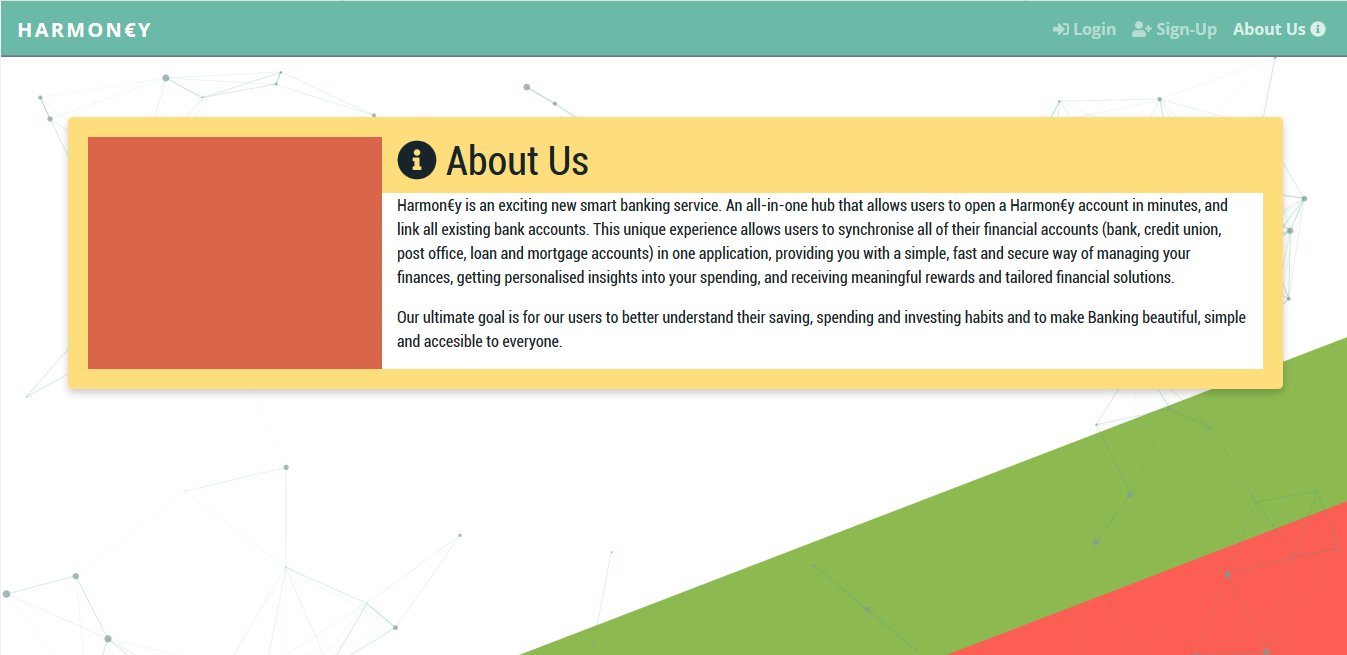 HARMON€Y
Login Sign-Up About Us
About Us
Harmon€y is an exciting new smart banking service. An all-in-one hub that allows users to open a Harmon€y account in minutes, and
link all existing bank accounts. This unique experience allows users to synchronise all of their financial accounts (bank, credit union,
post office, loan and mortgage accounts) in one application, providing you with a simple, fast and secure way of managing your
finances, getting personalised insights into your spending, and receiving meaningful rewards and tailored financial solutions.
Our ultimate goal is for our users to better understand their saving, spending and investing habits and to make Banking beautiful, simple
and accesible to everyone.